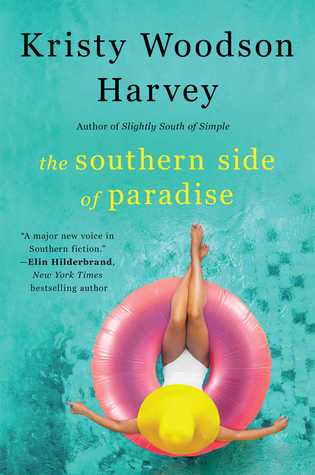 Kristy Woodson
Harvey
Author of Slightly South of Simple
the southern side
of paradise
"A major new voice in
Southern fiction."
—Elin Hilderbrand,
New York Times
bestselling author